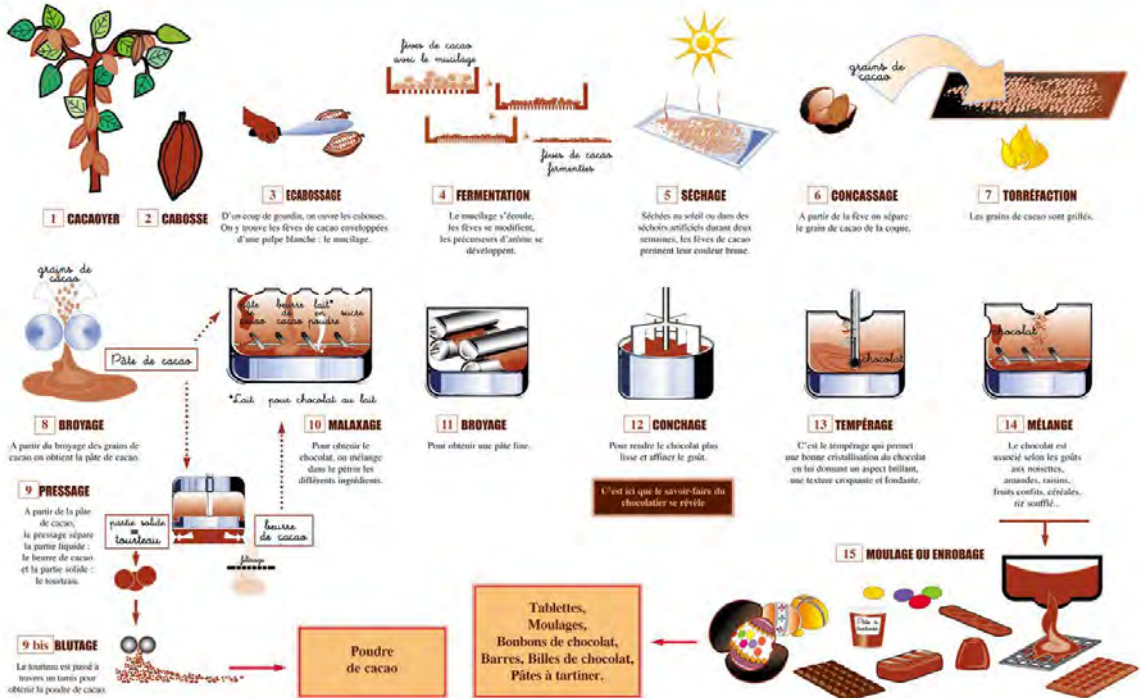 fèves de cacao
avec le mucilage
fèves de cacao
fermentées
grains de
cacao
1 CACAOYER
2 CABOSSE
3 ECABOSSAGE
D'un coup de gourdin, on ouvre les cabosses.
On y trouve les fèves de cacao enveloppées
d'une pulpe blanche : le mucilage.
4 FERMENTATION
Le mucilage s'écoule,
les fèves se modifient,
les précurseurs d'arôme se
développent.
5 SÉCHAGE
Séchées au soleil ou dans des
séchoirs artificiels durant deux
semaines, les fèves de cacao
prennent leur couleur brune.
6 CONCASSAGE
A partir de la fève on sépare
le grain de cacao de la coque.
7 TORRÉFACTION
Les grains de cacao sont grillés.
grains de
cacao
Pâte de cacao
8 BROYAGE
A partir du broyage des grains de
cacao on obtient la pâte de cacao.
pâte
de
cacao
beurre
de
cacao
lait*
en
poudre
sucre
*Lait pour chocolat au lait
10 MALAXAGE
Pour obtenir le
chocolat, on mélange
dans le pétrin les
différents ingrédients.
11 BROYAGE
Pour obtenir une pâte fine.
12 CONCHAGE
Pour rendre le chocolat plus
lisse et affiner le goût.
C'est ici que le savoir-faire du
chocolatier se révèle
chocolat
13 TEMPÉRAGE
C'est le tempérage qui permet
une bonne cristallisation du chocolat
en lui donnant un aspect brillant,
une texture croquante et fondante.
chocolat
14 MÉLANGE
Le chocolat est
associé selon les goûts
aux noisettes,
amandes, raisins,
fruits confits, céréales,
riz soufflé...
9 PRESSAGE
A partir de la pâte
de cacao,
le pressage sépare
la partie liquide :
le beurre de cacao
et la partie solide :
le tourteau.
partie solide
=
tourteau
beurre
de cacao
filtrage
9 bis BLUTAGE
Le tourteau est passé à
travers un tamis pour
obtenir la poudre de cacao.
Poudre
de cacao
Tablettes,
Moulages,
Bonbons de chocolat,
Barres, Billes de chocolat,
Pâtes à tartiner.
15 MOULAGE OU ENROBAGE
Pâte à
tartiner